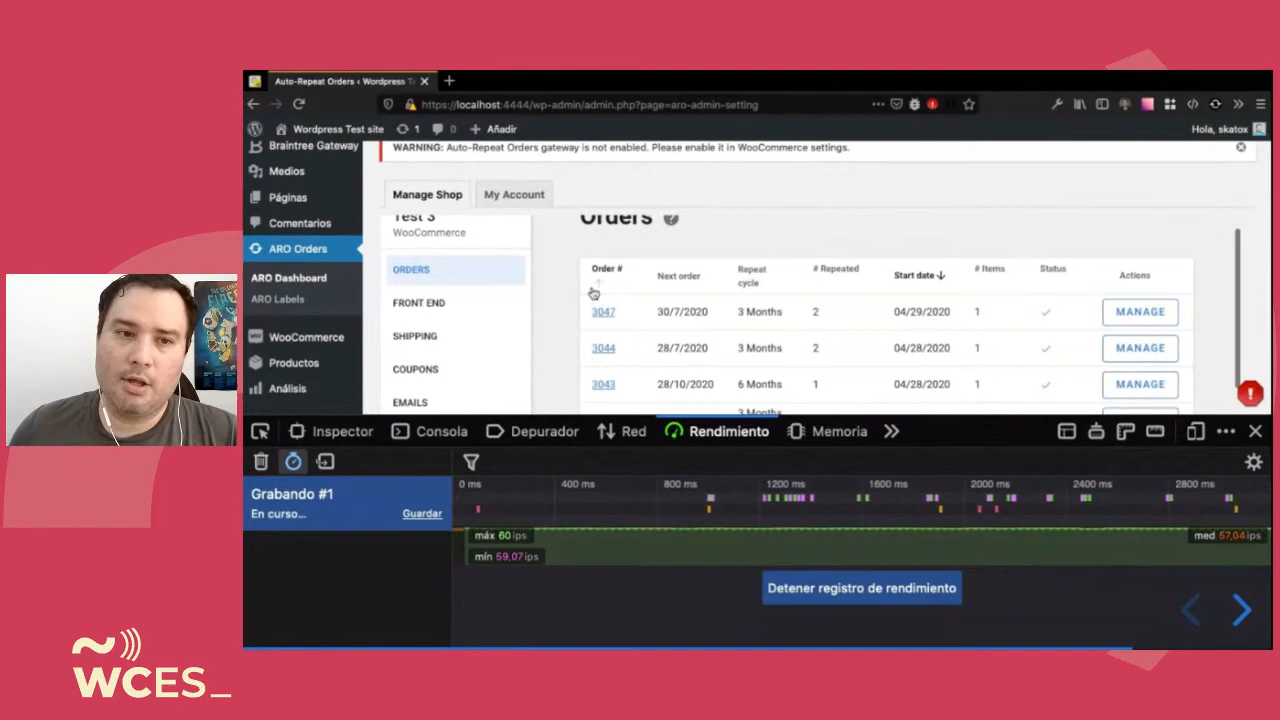 Auto-Repeat Orders ‹ Wordpress T
https://localhost:4444/wp-admin/admin.php?page=aro-admin-setting
Wordpress Test site 1 0 + Añadir Hola, skatox
Braintree Gateway
Medios
Páginas
Comentarios
ARO Orders
ARO Dashboard
ARO Labels
WooCommerce
Productos
Análisis
WARNING: Auto-Repeat Orders gateway is not enabled. Please enable it in WooCommerce settings.
Manage Shop My Account
Test 3
WooCommerce
ORDERS
FRONT END
SHIPPING
COUPONS
EMAILS
Orders
Order # Next order Repeat cycle # Repeated Start date # Items Status Actions
3047 30/7/2020 3 Months 2 04/29/2020 1 MANAGE
3044 28/7/2020 3 Months 2 04/28/2020 1 MANAGE
3043 28/10/2020 6 Months 1 04/28/2020 1 MANAGE
3 Months
Inspector Consola Depurador Red Rendimiento Memoria
Grabando #1
En curso... Guardar
0 ms 400 ms 800 ms 1200 ms 1600 ms 2000 ms 2400 ms 2800 ms
máx 60 ips med 57,04 ips
mín 59,07 ips
Detener registro de rendimiento
WCES_